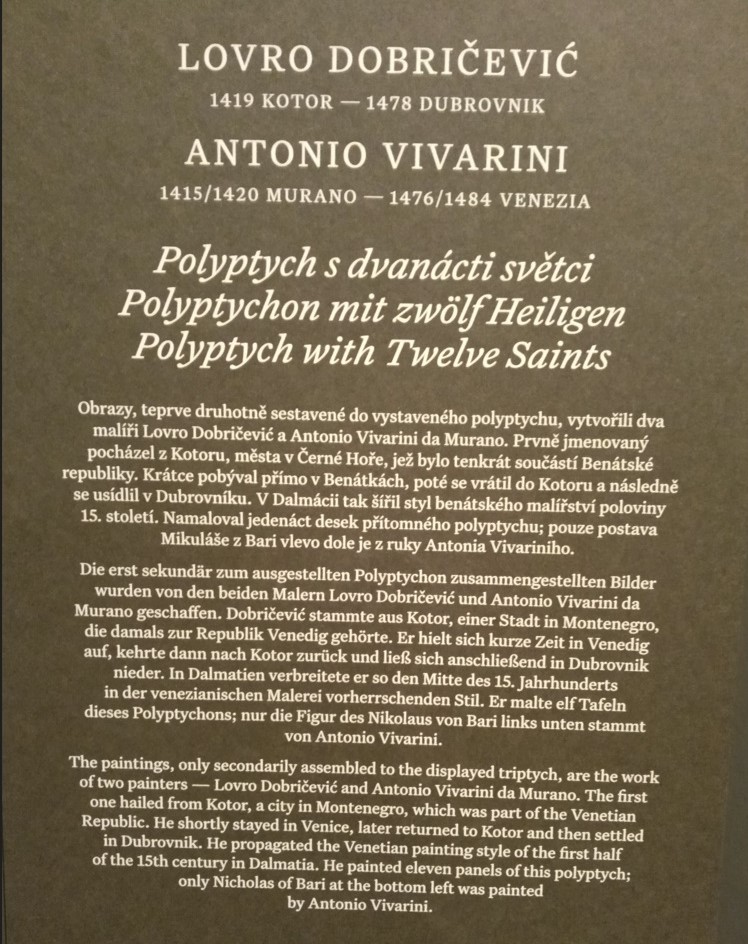 LOVRO DOBRIČEVIĆ
1419 KOTOR — 1478 DUBROVNIK
ANTONIO VIVARINI
1415/1420 MURANO — 1476/1484 VENEZIA
Polyptych s dvanácti světci
Polyptychon mit zwölf Heiligen
Polyptych with Twelve Saints
Obrazy, teprve druhotně sestavené do vystaveného polyptychu, vytvořili dva
malíři Lovro Dobričević a Antonio Vivarini da Murano. Prvně jmenovaný
pocházel z Kotoru, města v Černé Hoře, jež bylo tenkrát součástí Benátské
republiky. Krátce pobýval přímo v Benátkách, poté se vrátil do Kotoru a následně
se usídlil v Dubrovníku. V Dalmácii tak šířil styl benátského malířství poloviny
15. století. Namaloval jedenáct desek přítomného polyptychu; pouze postava
Mikuláše z Bari vlevo dole je z ruky Antonia Vivariniho.
Die erst sekundär zum ausgestellten Polyptychon zusammengestellten Bilder
wurden von den beiden Malern Lovro Dobričević und Antonio Vivarini da
Murano geschaffen. Dobričević stammte aus Kotor, einer Stadt in Montenegro,
die damals zur Republik Venedig gehörte. Er hielt sich kurze Zeit in Venedig
auf, kehrte dann nach Kotor zurück und ließ sich anschließend in Dubrovnik
nieder. In Dalmatien verbreitete er so den Mitte des 15. Jahrhunderts
in der venezianischen Malerei vorherrschenden Stil. Er malte elf Tafeln
dieses Polyptychons; nur die Figur des Nikolaus von Bari links unten stammt
von Antonio Vivarini.
The paintings, only secondarily assembled to the displayed triptych, are the work
of two painters — Lovro Dobričević and Antonio Vivarini da Murano. The first
one hailed from Kotor, a city in Montenegro, which was part of the Venetian
Republic. He shortly stayed in Venice, later returned to Kotor and then settled
in Dubrovnik. He propagated the Venetian painting style of the first half
of the 15th century in Dalmatia. He painted eleven panels of this polyptych;
only Nicholas of Bari at the bottom left was painted
by Antonio Vivarini.